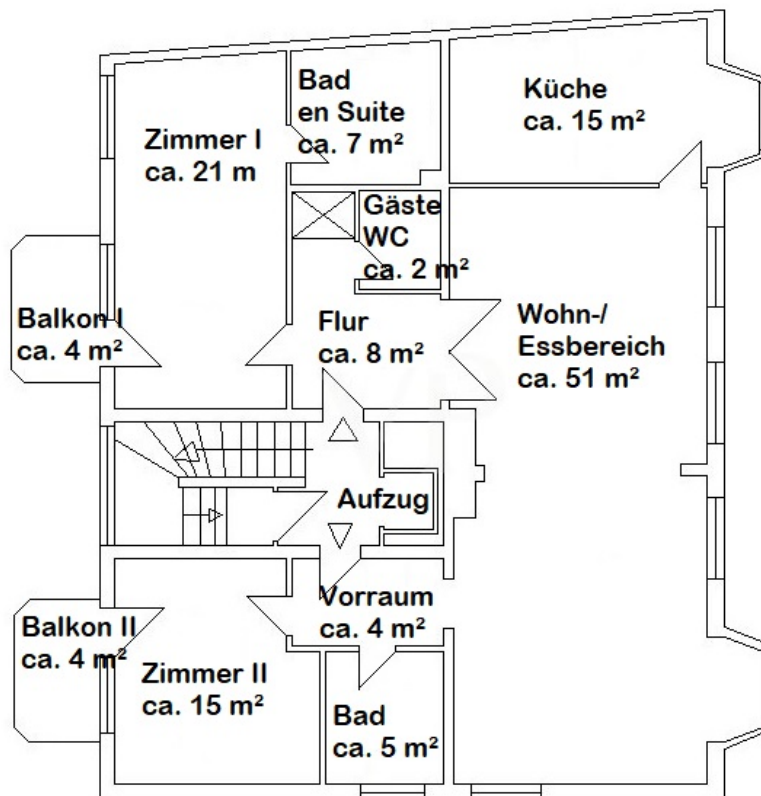 Bad
en Suite
ca. 7 m²
Küche
ca. 15 m²
Zimmer I
ca. 21 m
Gäste
WC
ca. 2 m²
Balkon I
ca. 4 m²
Flur
ca. 8 m²
Wohn-/
Essbereich
ca. 51 m²
Aufzug
Vorraum
ca. 4 m²
Balkon II
ca. 4 m²
Zimmer II
ca. 15 m²
Bad
ca. 5 m²